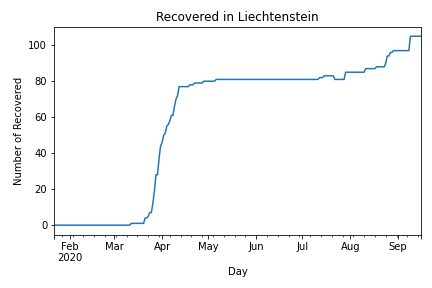 Recovered in Liechtenstein
Number of Recovered
100
80
60
40
20
0
Feb
2020
Mar
Apr
May
Jun
Jul
Aug
Sep
Day